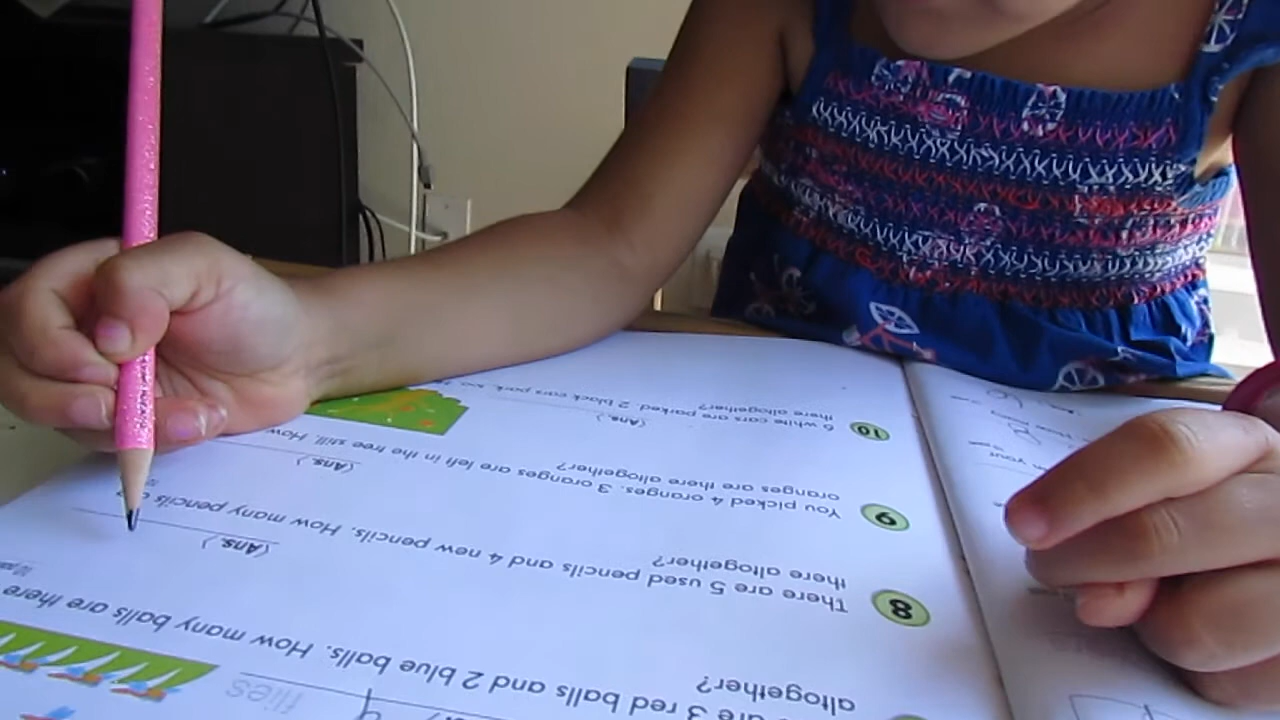 are 3 red balls and 2 blue balls. How many balls are there
altogether?
flies
8 There are 5 used pencils and 4 new pencils. How many pencils
there altogether?
(Ans.)
9 You picked 4 oranges. 3 oranges are left in the tree still. How
oranges are there altogether?
(Ans.)
10 6 white cars are parked. 2 black cars park
there altogether?
(Ans.)